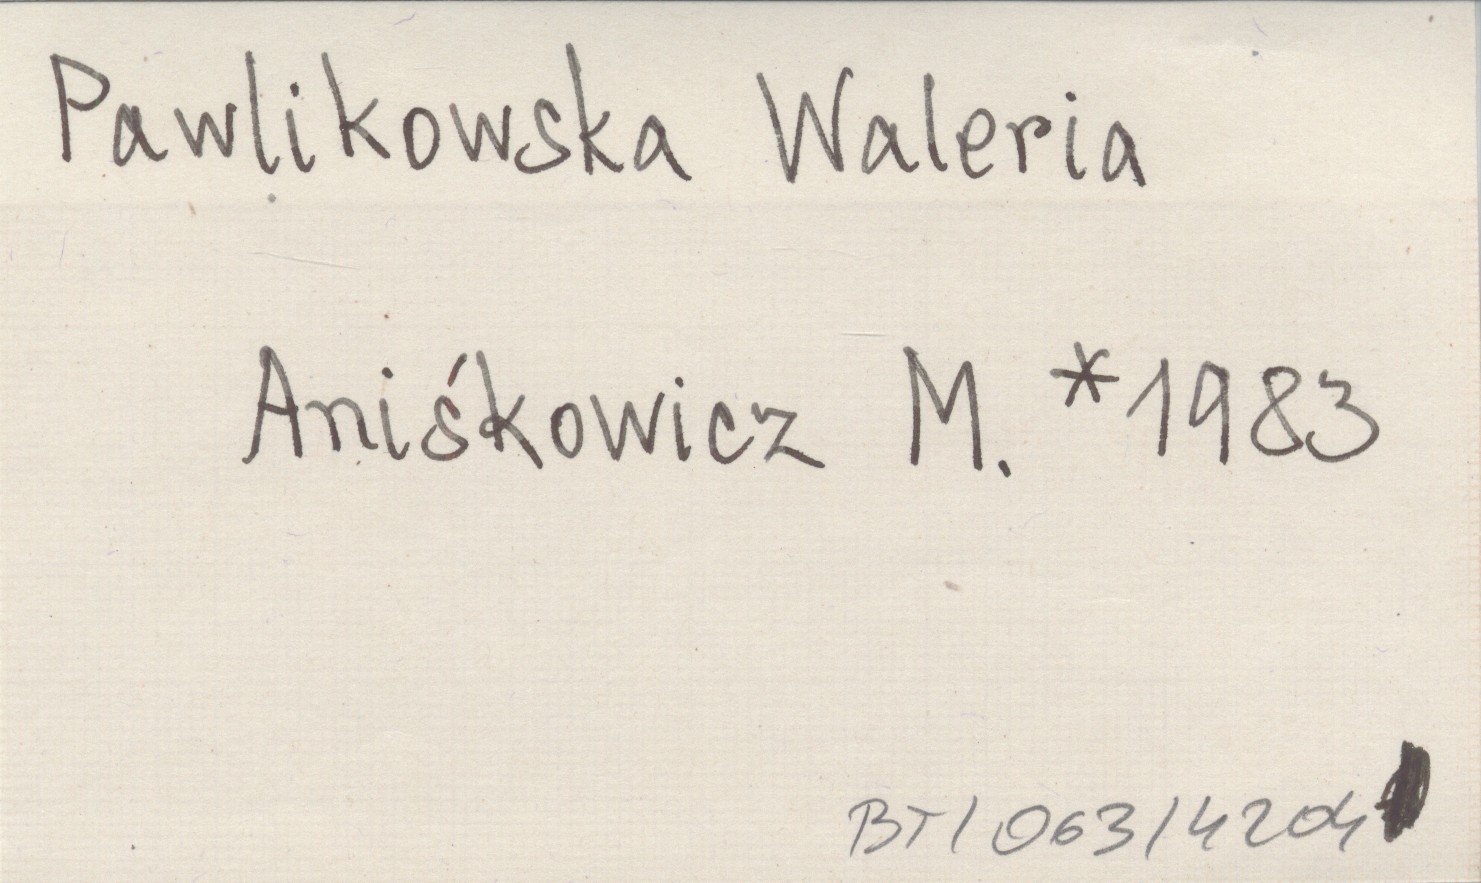 Pawlikowska Waleria
Aniśkowicz M. *1983
BT/063/4204